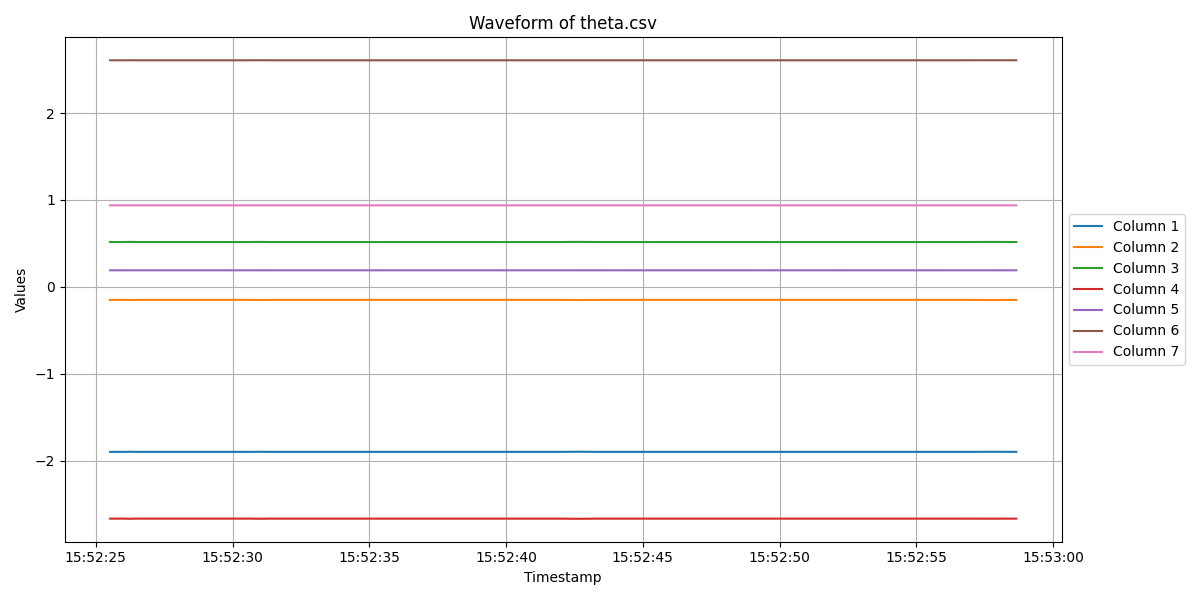 Waveform of theta.csv
Values
2
1
0
−1
−2
15:52:25
15:52:30
15:52:35
15:52:40
15:52:45
15:52:50
15:52:55
15:53:00
Timestamp
Column 1
Column 2
Column 3
Column 4
Column 5
Column 6
Column 7